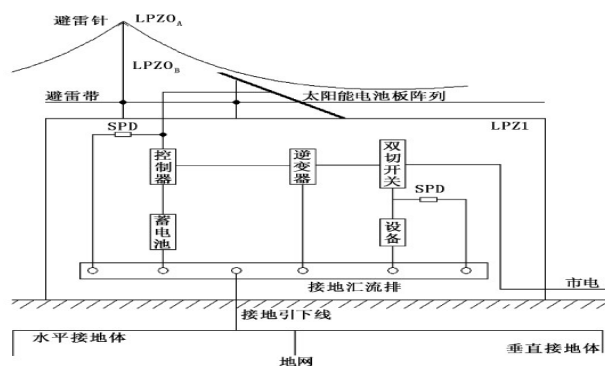 避雷针 LPZ0A
LPZ0B
避雷带
太阳能电池板阵列
SPD
LPZ1
控制器
逆变器
双切开关
SPD
蓄电池
设备
接地汇流排
市电
接地引下线
水平接地体
垂直接地体
地网